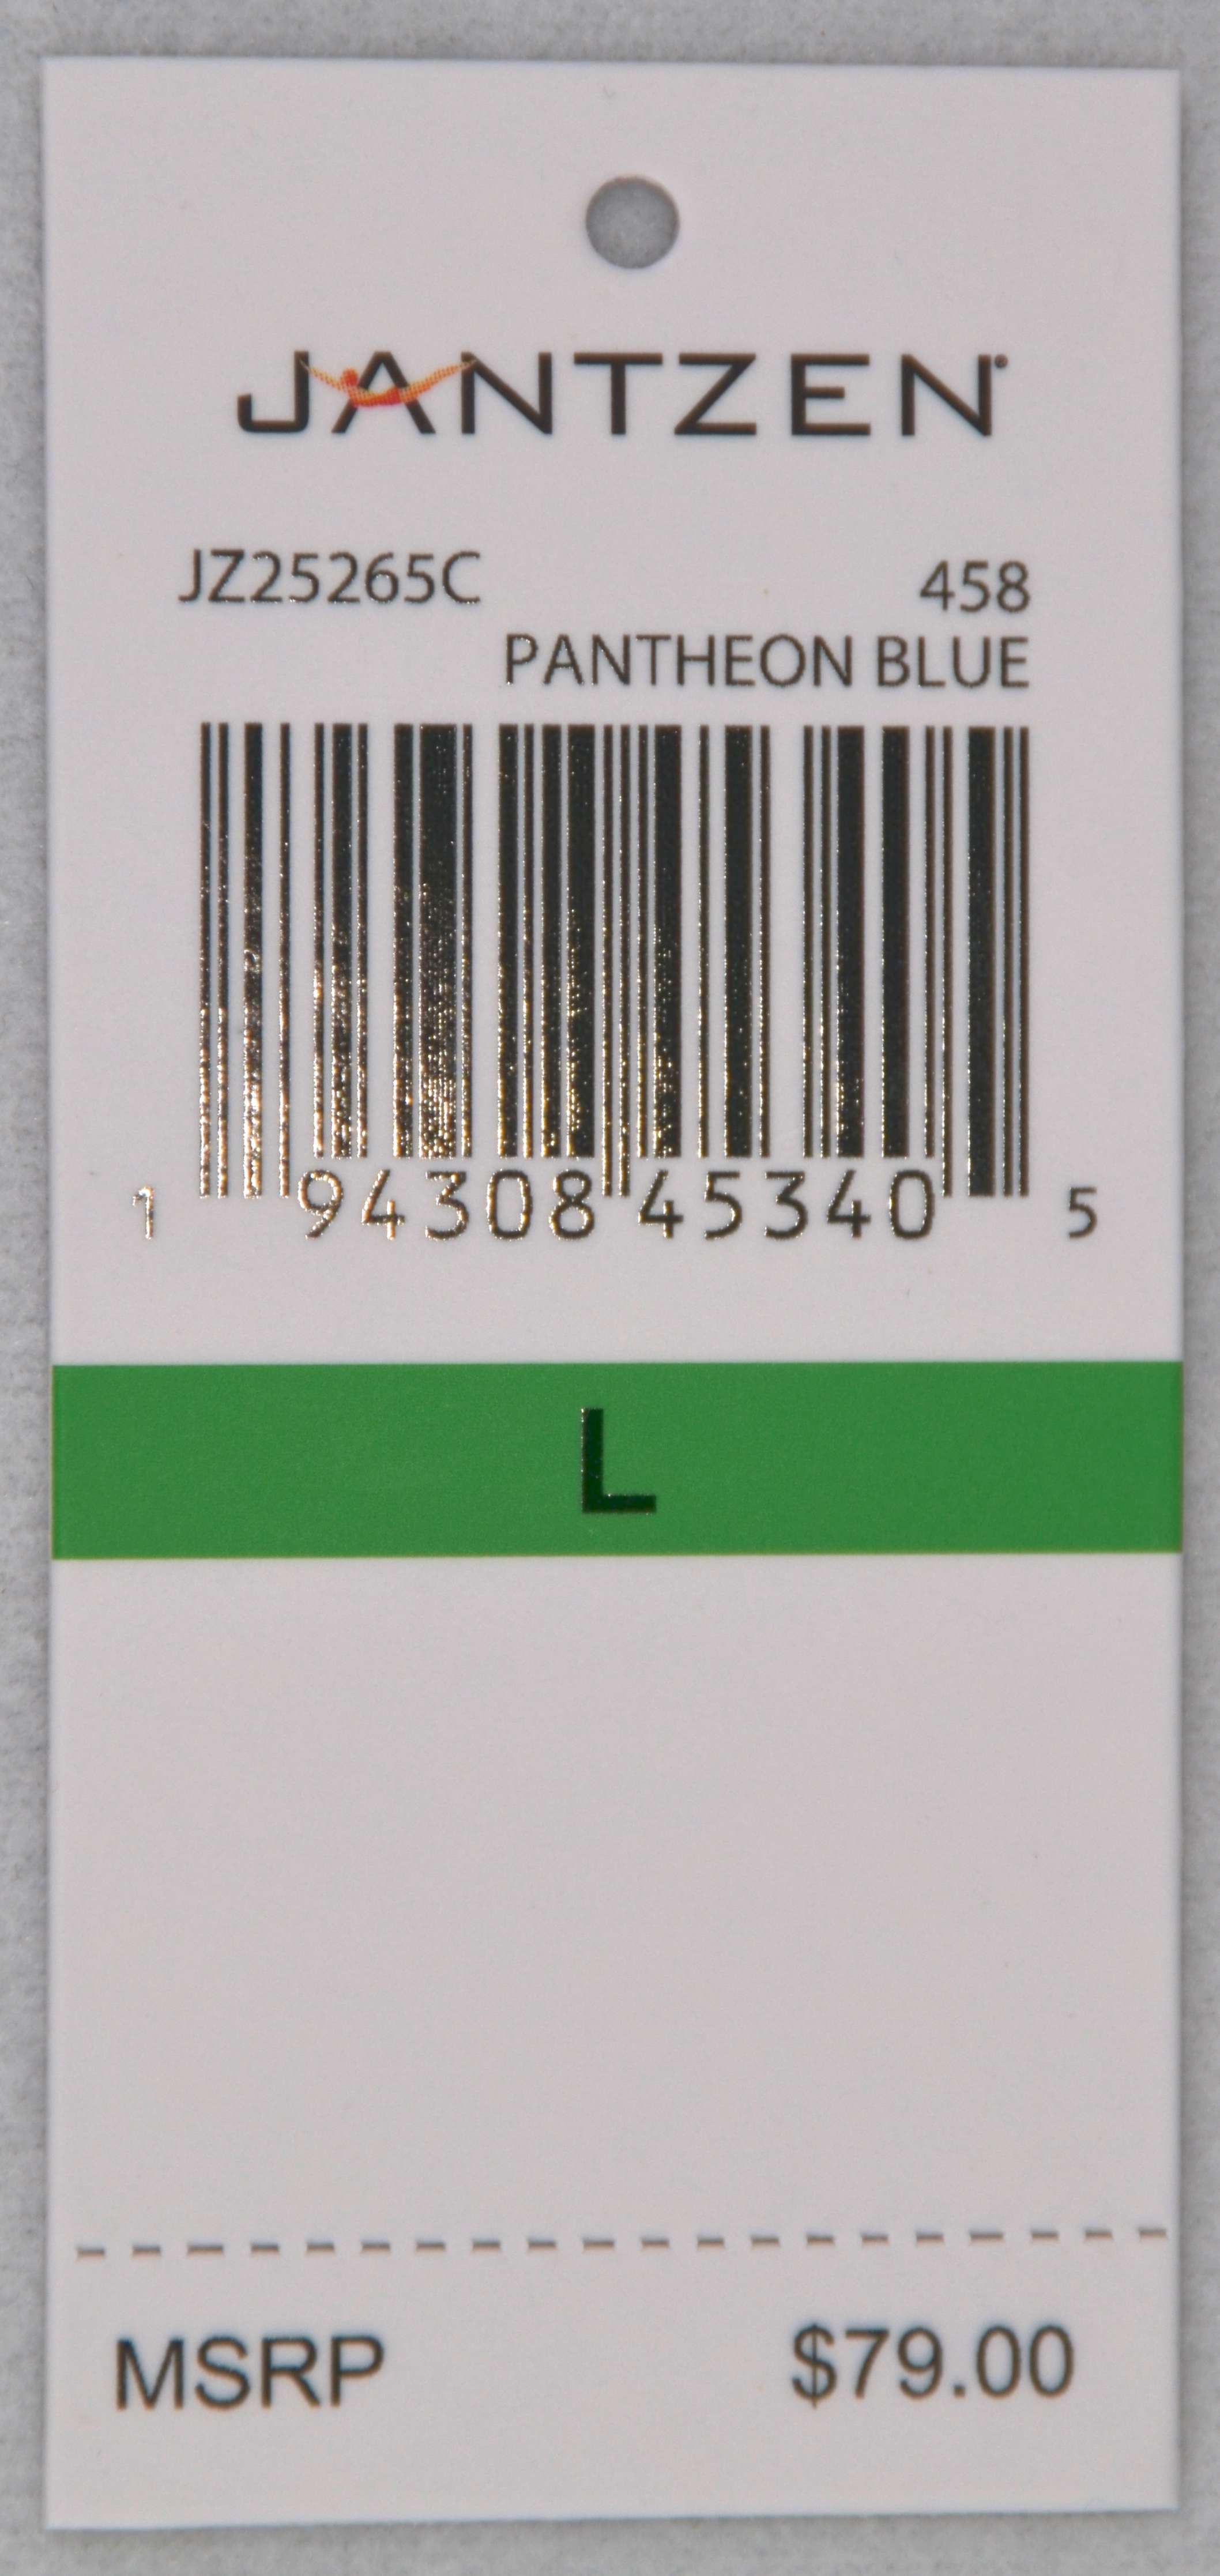 JANTZEN®
JZ25265C 458
PANTHEON BLUE
1 94308 45340 5
L
MSRP $79.00